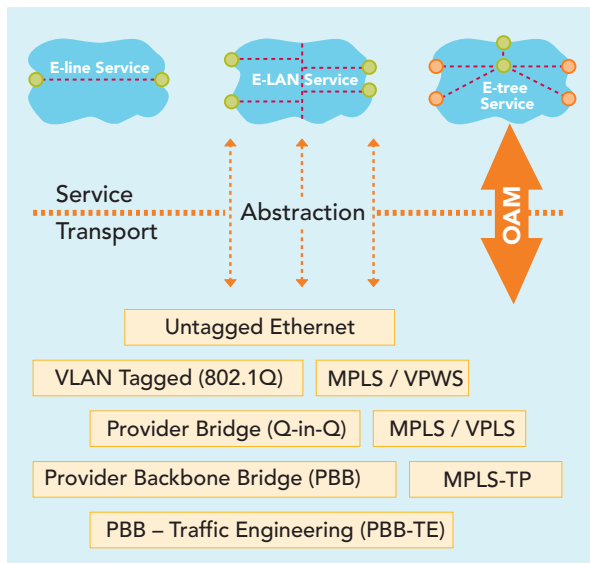 E-line Service
E-LAN Service
E-tree
Service
Service
Abstraction
Transport
OAM
Untagged Ethernet
VLAN Tagged (802.1Q)
MPLS / VPWS
Provider Bridge (Q-in-Q)
MPLS / VPLS
Provider Backbone Bridge (PBB)
MPLS-TP
PBB – Traffic Engineering (PBB-TE)